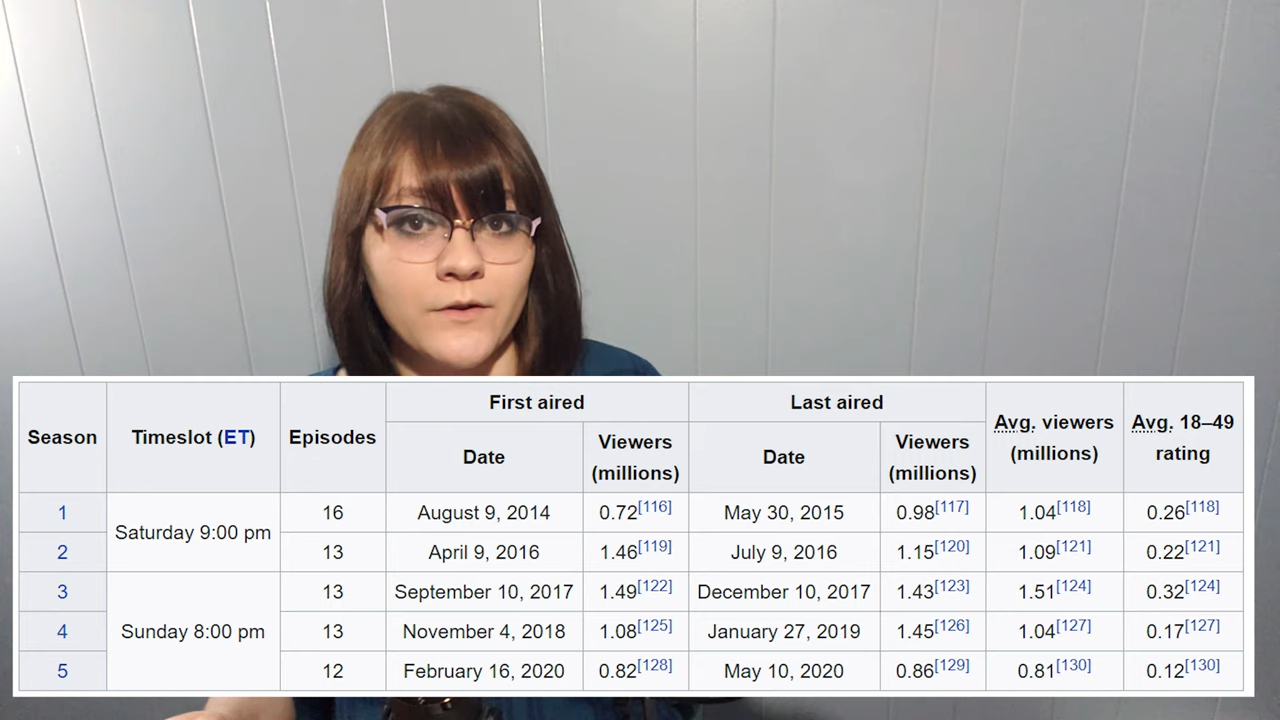 Season Timeslot (ET) Episodes First aired Last aired Avg. viewers (millions) Avg. 18–49 rating
Date Viewers (millions) Date Viewers (millions)
1 Saturday 9:00 pm 16 August 9, 2014 0.72[116] May 30, 2015 0.98[117] 1.04[118] 0.26[118]
2 13 April 9, 2016 1.46[119] July 9, 2016 1.15[120] 1.09[121] 0.22[121]
3 Sunday 8:00 pm 13 September 10, 2017 1.49[122] December 10, 2017 1.43[123] 1.51[124] 0.32[124]
4 13 November 4, 2018 1.08[125] January 27, 2019 1.45[126] 1.04[127] 0.17[127]
5 12 February 16, 2020 0.82[128] May 10, 2020 0.86[129] 0.81[130] 0.12[130]